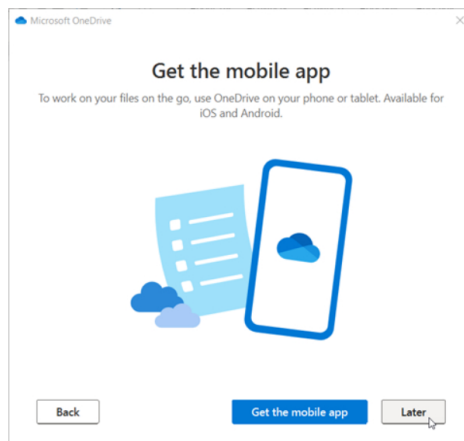 Microsoft OneDrive
Get the mobile app
To work on your files on the go, use OneDrive on your phone or tablet. Available for
iOS and Android.
Back
Get the mobile app
Later